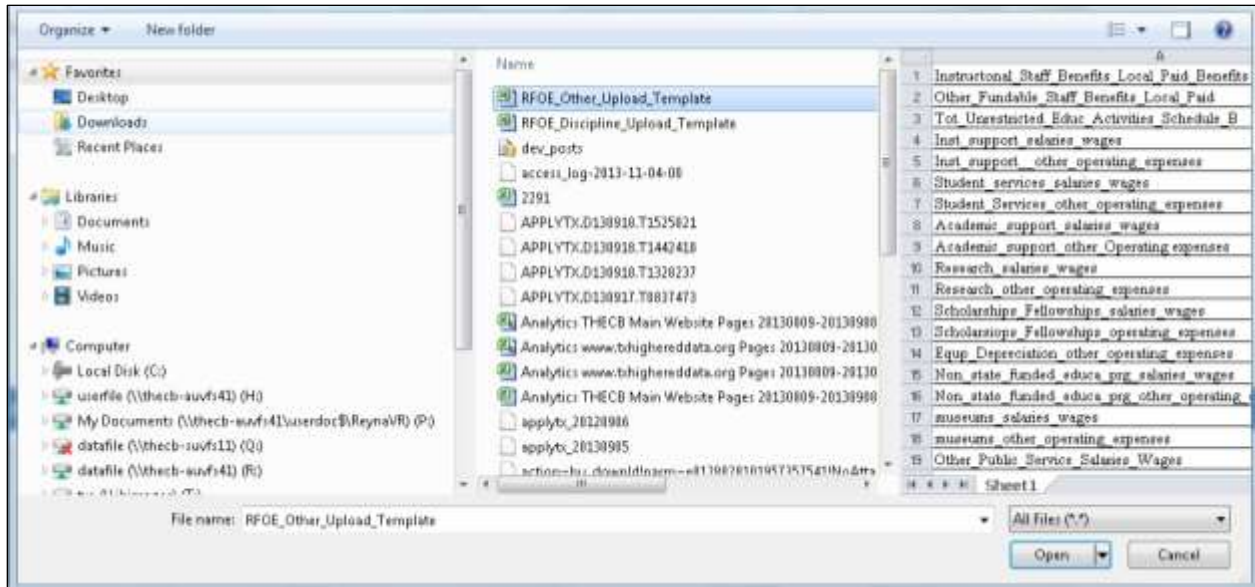 Organize New folder
Favorites
Desktop
Downloads
Recent Places
Libraries
Documents
Music
Pictures
Videos
Computer
Local Disk (C:)
userfile (\\thecb-auvfs41) (H:)
My Documents (\\thecb-auvfs41\userdoc$\ReynaVR) (P:)
datafile (\\thecb-auvfs11) (Q:)
datafile (\\thecb-auvfs41) (R:)
Name
RFOE_Other_Upload_Template
RFOE_Discipline_Upload_Template
dev_posts
access_log-2013-11-04-08
2291
APPLYTX.D130918.T1525021
APPLYTX.D130918.T1442418
APPLYTX.D130918.T1328237
APPLYTX.D130917.T0837473
Analytics THECB Main Website Pages 20130809-20130908
Analytics www.txhighereddata.org Pages 20130809-20130
Analytics www.txhighereddata.org Pages 20130809-20130
Analytics THECB Main Website Pages 20130809-20130908
applytx_20120906
applytx_20130905
A
1 Instructonal_Staff_Benefits_Local_Paid_Benefits
2 Other_Fundable_Staff_Benefits_Local_Paid
3 Tot_Unrestricted_Educ_Activities_Schedule_B
4 Inst_support_salaries_wages
5 Inst_support__other_operating_expenses
6 Student_services_salaries_wages
7 Student_Services_other_operating_expenses
8 Academic_support_salaries_wages
9 Academic_support_other_Operating expenses
10 Research_salaries_wages
11 Research_other_operating_expenses
12 Scholarships_Fellowships_salaries_wages
13 Scholarsiops_Fellowships_operating_expenses
14 Equp_Depreciation_other_operating_expenses
15 Non_state_funded_educa_prg_salaries_wages
16 Non_state_funded_educa_prg_other_operating_
17 museums_salaries_wages
18 museums_other_operating_expenses
19 Other_Public_Service_Salaries_Wages
Sheet1
File name: RFOE_Other_Upload_Template
All Files (*.*)
Open Cancel